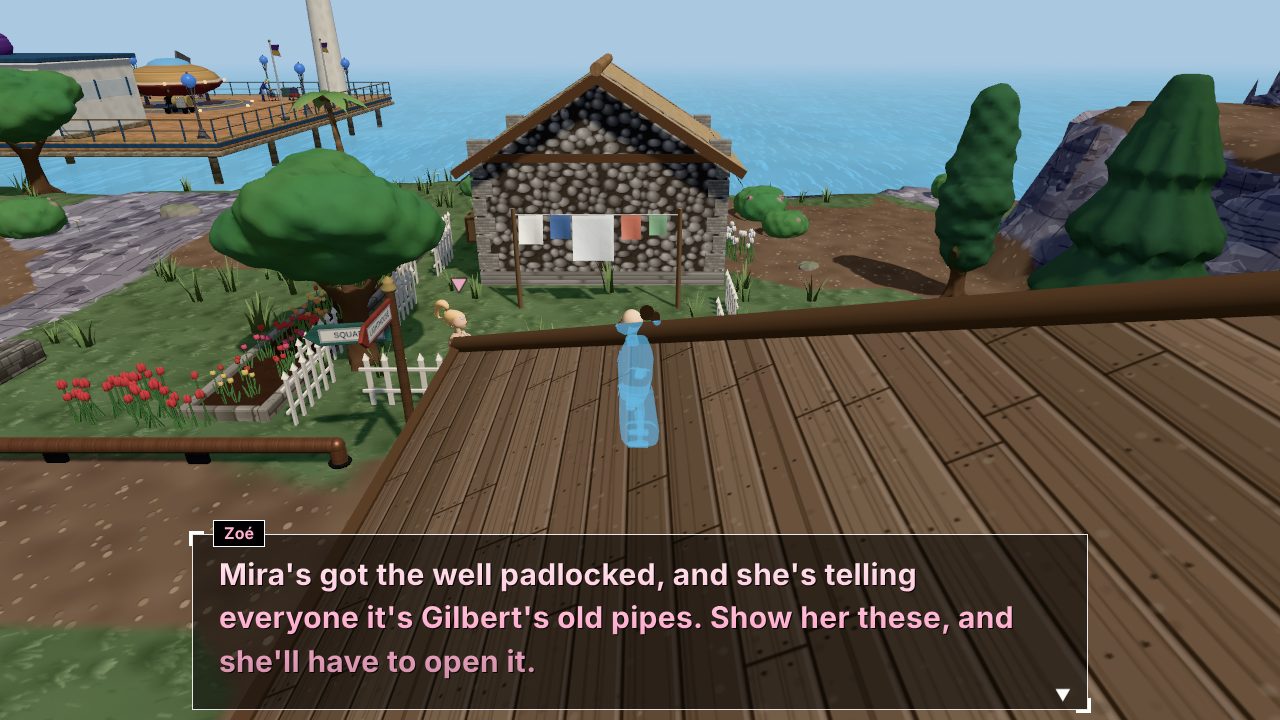 SQUA
Zoé
Mira's got the well padlocked, and she's telling
everyone it's Gilbert's old pipes. Show her these, and
she'll have to open it.